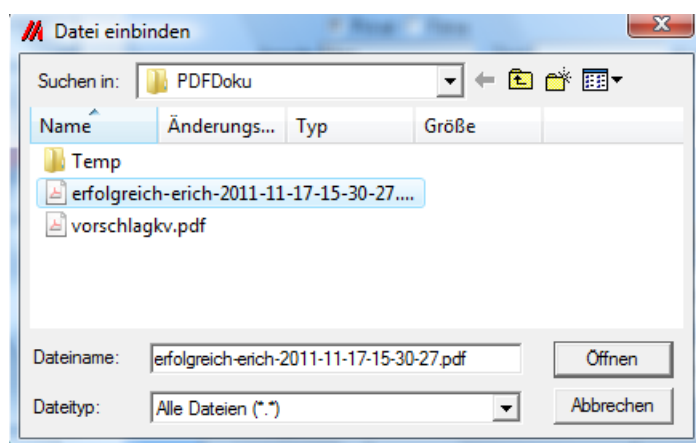 Datei einbinden
Suchen in: PDFDoku
Name Änderungs... Typ Größe
Temp
erfolgreich-erich-2011-11-17-15-30-27....
vorschlagkv.pdf
Dateiname: erfolgreich-erich-2011-11-17-15-30-27.pdf Öffnen
Dateityp: Alle Dateien (*.*) Abbrechen